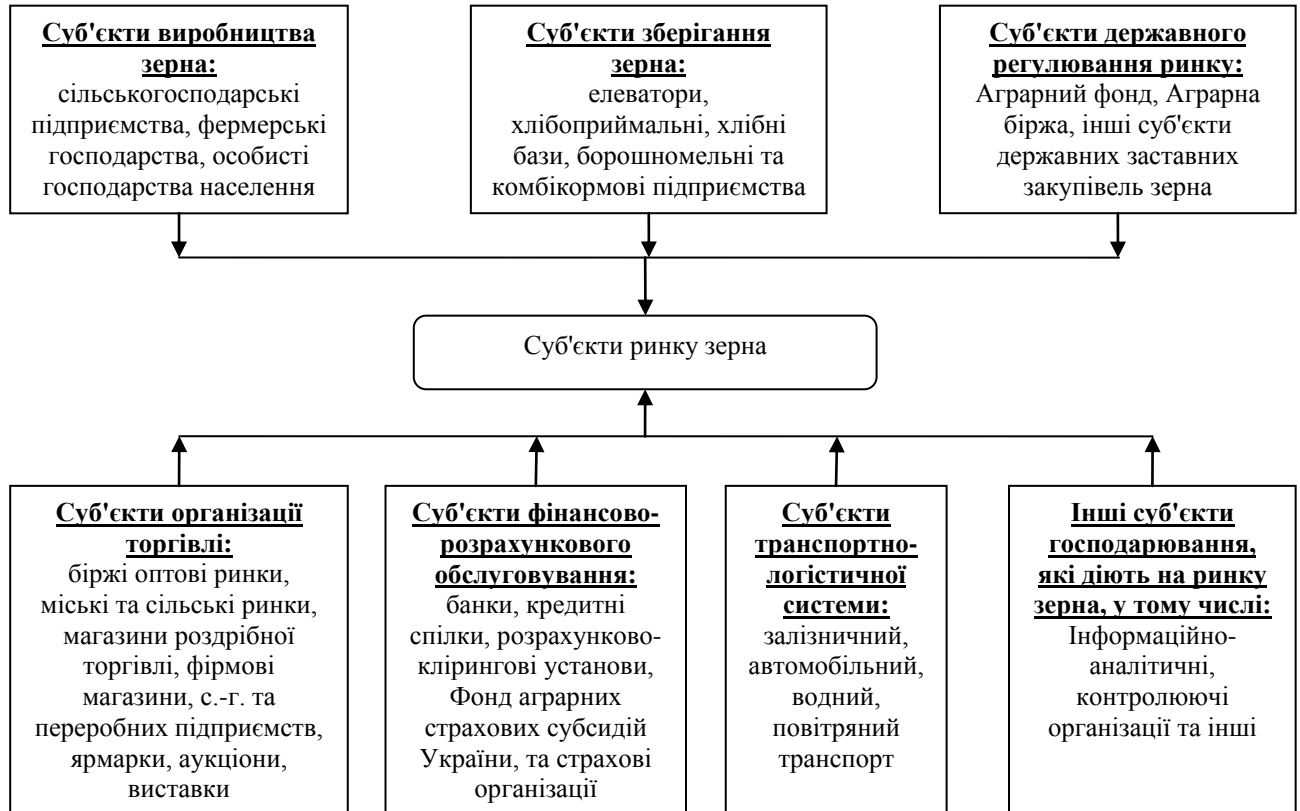 Суб'єкти виробництва
зерна:
сільськогосподарські
підприємства, фермерські
господарства, особисті
господарства населення
Суб'єкти зберігання
зерна:
елеватори,
хлібоприймальні, хлібні
бази, борошномельні та
комбікормові підприємства
Суб'єкти державного
регулювання ринку:
Аграрний фонд, Аграрна
біржа, інші суб'єкти
державних заставних
закупівель зерна
Суб'єкти ринку зерна
Суб'єкти організації
торгівлі:
біржі оптові ринки,
міські та сільські ринки,
магазини роздрібної
торгівлі, фірмові
магазини, с.-г. та
переробних підприємств,
ярмарки, аукціони,
виставки
Суб'єкти фінансово-
розрахункового
обслуговування:
банки, кредитні
спілки, розрахунково-
клірингові установи,
Фонд аграрних
страхових субсидій
України, та страхові
організації
Суб'єкти
транспортно-
логістичної
системи:
залізничний,
автомобільний,
водний,
повітряний
транспорт
Інші суб'єкти
господарювання,
які діють на ринку
зерна, у тому числі:
Інформаційно-
аналітичні,
контролюючі
організації та інші